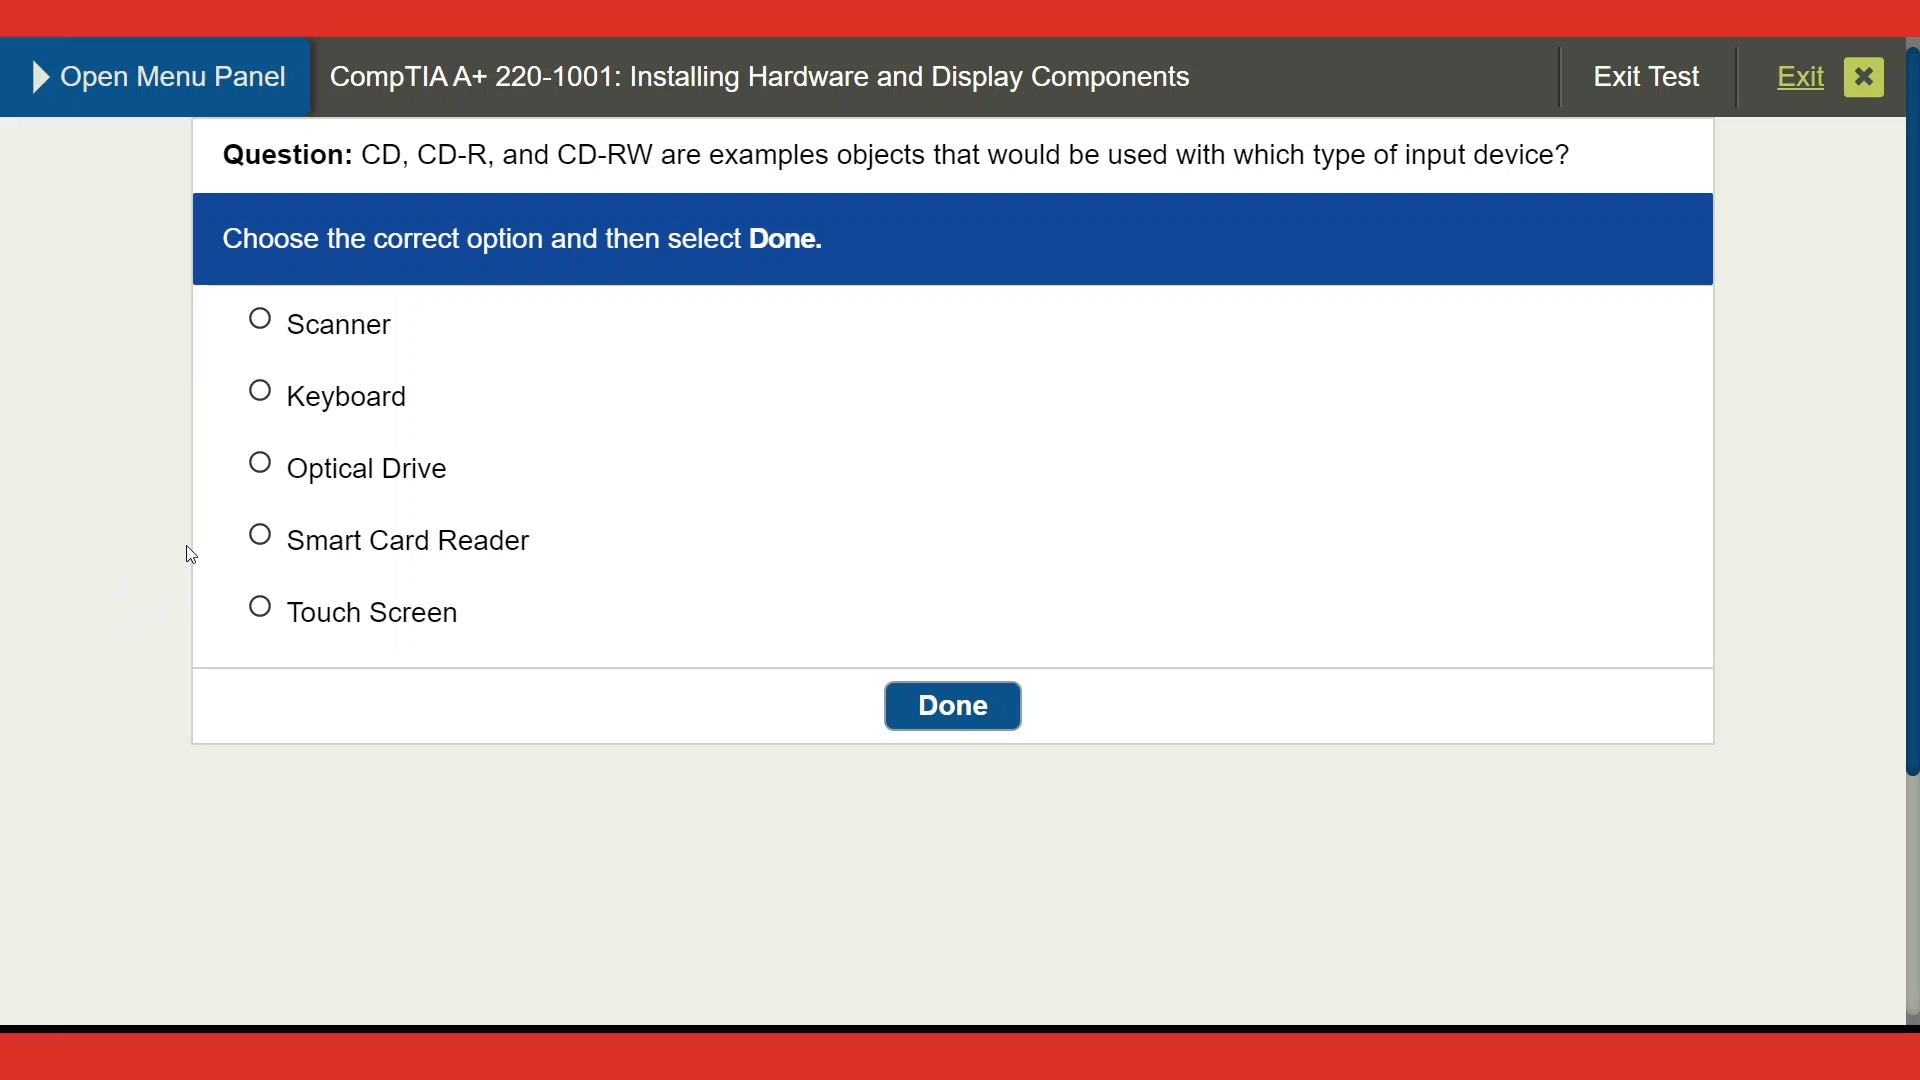 Open Menu Panel
CompTIA A+ 220-1001: Installing Hardware and Display Components
Exit Test
Exit
Question: CD, CD-R, and CD-RW are examples objects that would be used with which type of input device?
Choose the correct option and then select Done.
Scanner
Keyboard
Optical Drive
Smart Card Reader
Touch Screen
Done